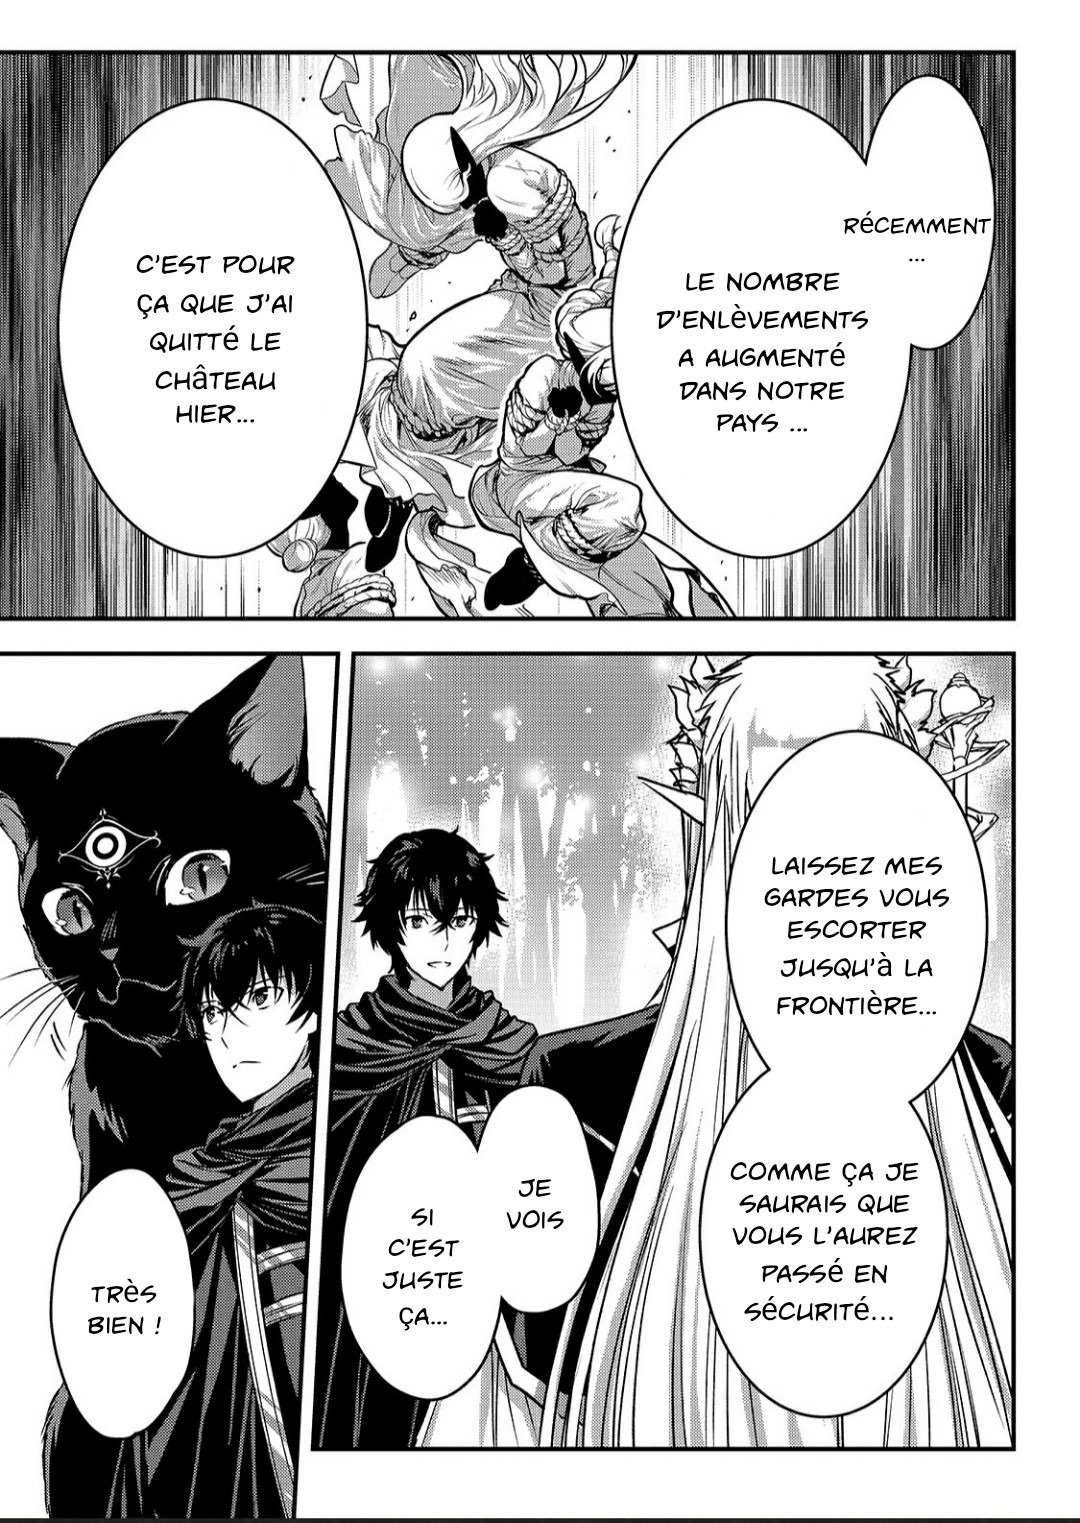 RÉCEMMENT
...
LE NOMBRE
D'ENLÈVEMENTS
A AUGMENTÉ
DANS NOTRE
PAYS ...
C'EST POUR
ÇA QUE J'AI
QUITTÉ LE
CHÂTEAU
HIER...
LAISSEZ MES
GARDES VOUS
ESCORTER
JUSQU'À LA
FRONTIÈRE...
COMME ÇA JE
SAURAIS QUE
VOUS L'AUREZ
PASSÉ EN
SÉCURITÉ...
JE
VOIS
SI
C'EST
JUSTE
ÇA...
TRÈS
BIEN !